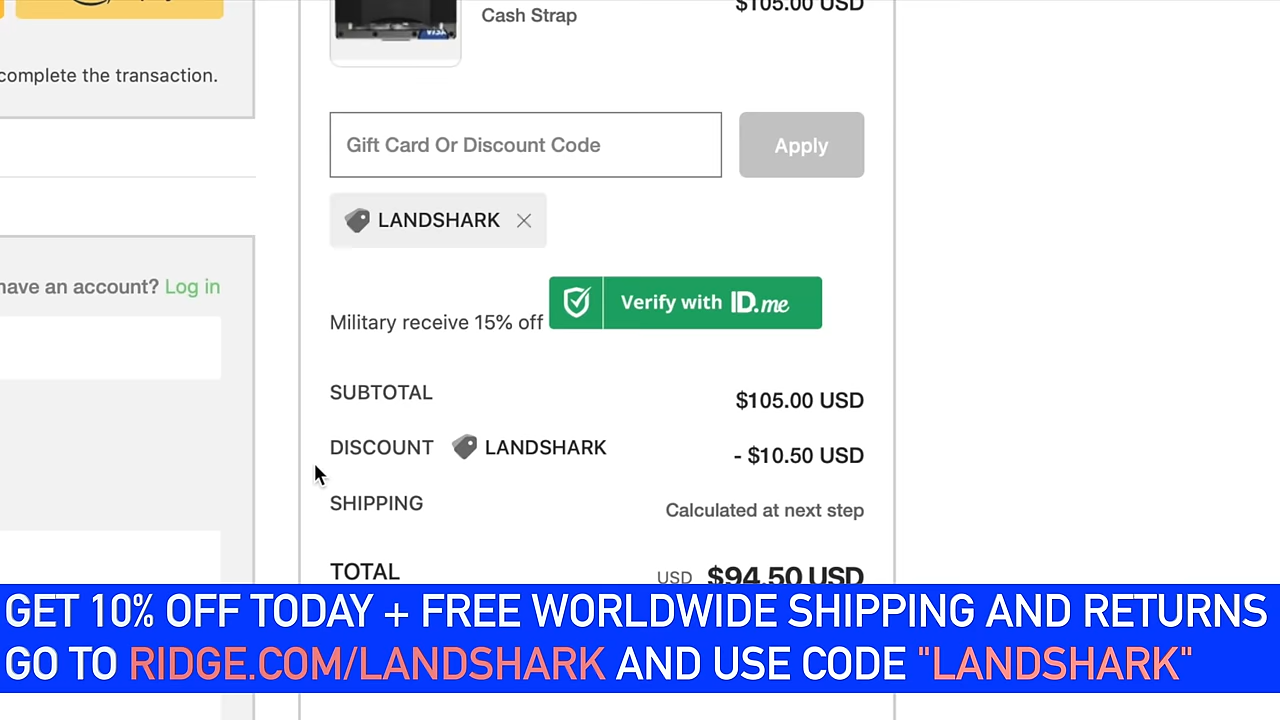 $105.00 USD
Cash Strap
VISA
complete the transaction.
Gift Card Or Discount Code
Apply
LANDSHARK
have an account? Log in
Verify with ID.me
Military receive 15% off
SUBTOTAL
$105.00 USD
DISCOUNT LANDSHARK
- $10.50 USD
SHIPPING
Calculated at next step
TOTAL
USD $94.50 USD
GET 10% OFF TODAY + FREE WORLDWIDE SHIPPING AND RETURNS
GO TO RIDGE.COM/LANDSHARK AND USE CODE "LANDSHARK"